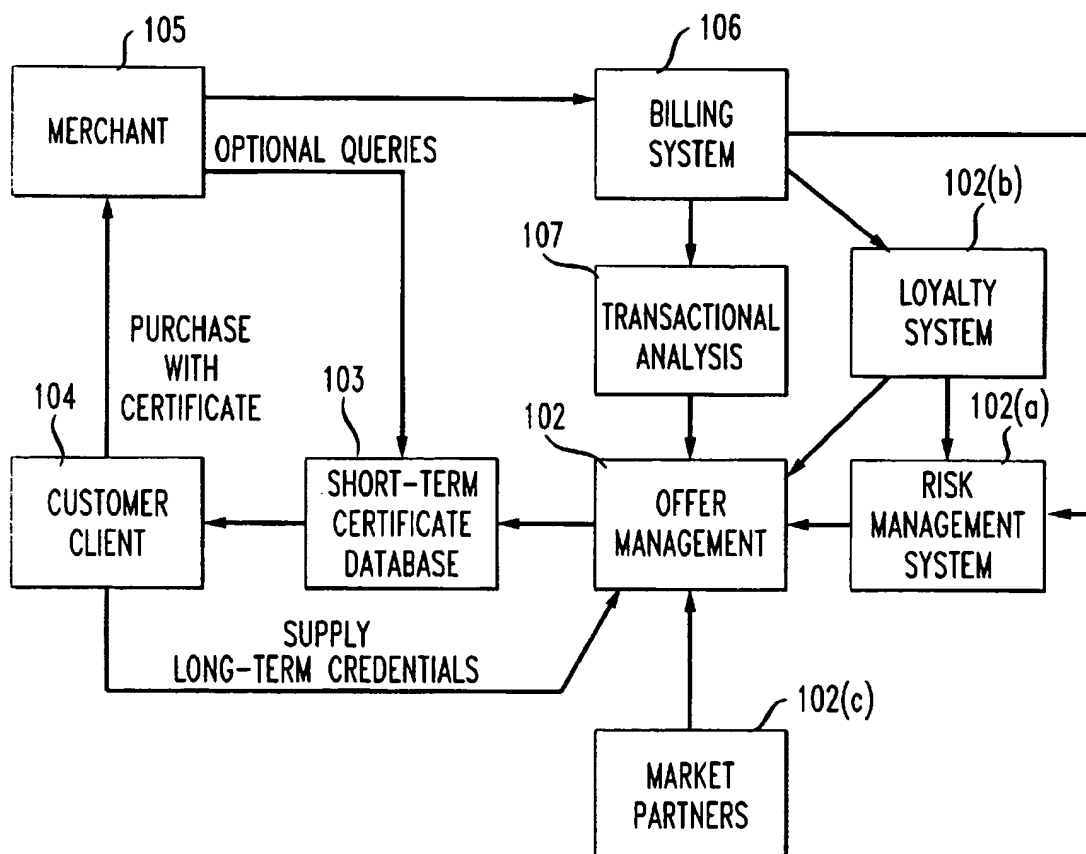 105
MERCHANT
106
BILLING
SYSTEM
OPTIONAL QUERIES
102(b)
LOYALTY
SYSTEM
107
TRANSACTIONAL
ANALYSIS
PURCHASE
WITH
CERTIFICATE
104
CUSTOMER
CLIENT
103
SHORT-TERM
CERTIFICATE
DATABASE
102
OFFER
MANAGEMENT
102(a)
RISK
MANAGEMENT
SYSTEM
SUPPLY
LONG-TERM CREDENTIALS
102(c)
MARKET
PARTNERS